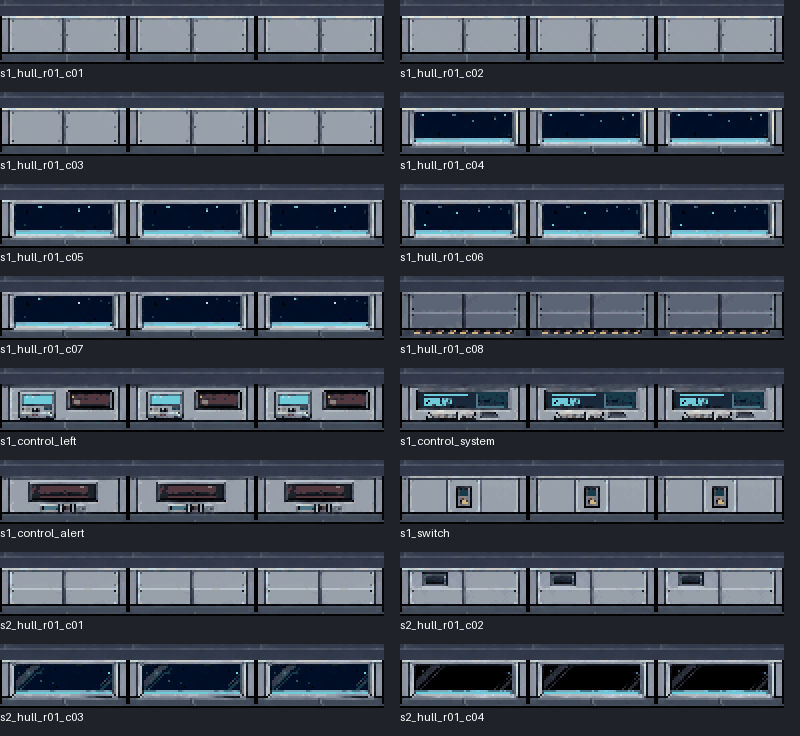 s1_hull_r01_c01
s1_hull_r01_c02
s1_hull_r01_c03
s1_hull_r01_c04
s1_hull_r01_c05
s1_hull_r01_c06
s1_hull_r01_c07
s1_hull_r01_c08
s1_control_left
s1_control_system
s1_control_alert
s1_switch
s2_hull_r01_c01
s2_hull_r01_c02
s2_hull_r01_c03
s2_hull_r01_c04